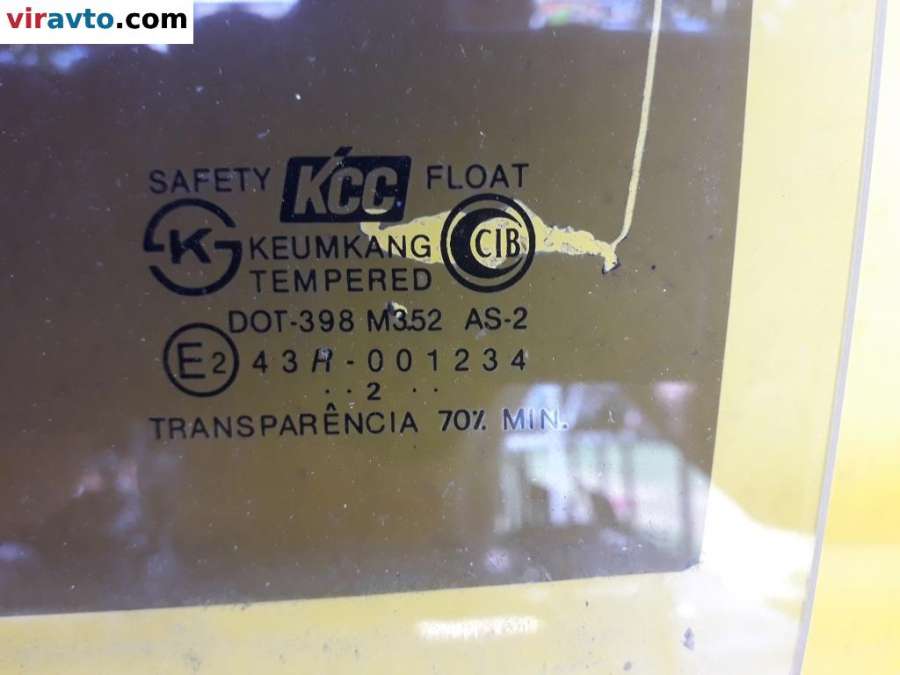 viravto.com
SAFETY KCC FLOAT
K KEUMKANG CIB
TEMPERED
DOT-398 M352 AS-2
E2 43R-001234
··2··
TRANSPARÊNCIA 70% MIN.